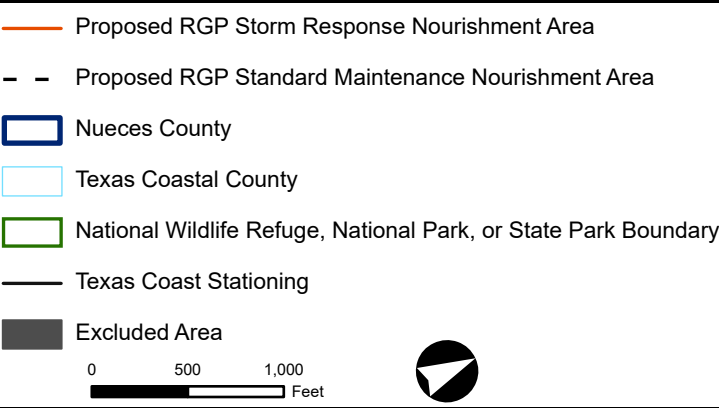 Proposed RGP Storm Response Nourishment Area
Proposed RGP Standard Maintenance Nourishment Area
Nueces County
Texas Coastal County
National Wildlife Refuge, National Park, or State Park Boundary
Texas Coast Stationing
Excluded Area
0 500 1,000
Feet